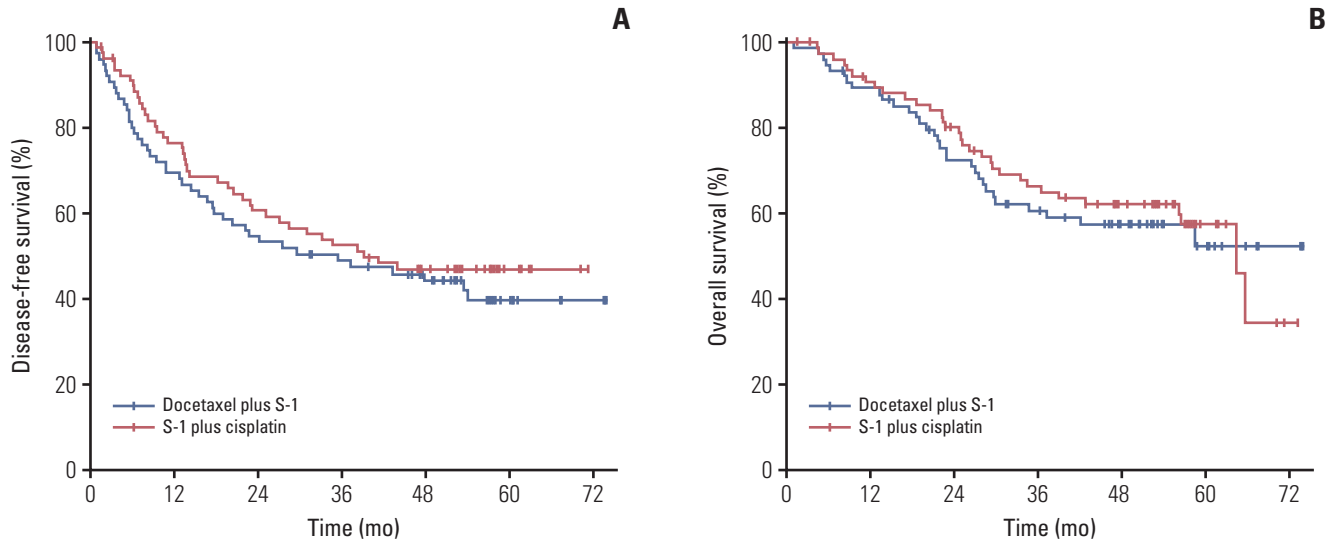 A
Disease-free survival (%)
100
80
60
40
20
0
Docetaxel plus S-1
S-1 plus cisplatin
0 12 24 36 48 60 72
Time (mo)
B
Overall survival (%)
100
80
60
40
20
0
Docetaxel plus S-1
S-1 plus cisplatin
0 12 24 36 48 60 72
Time (mo)